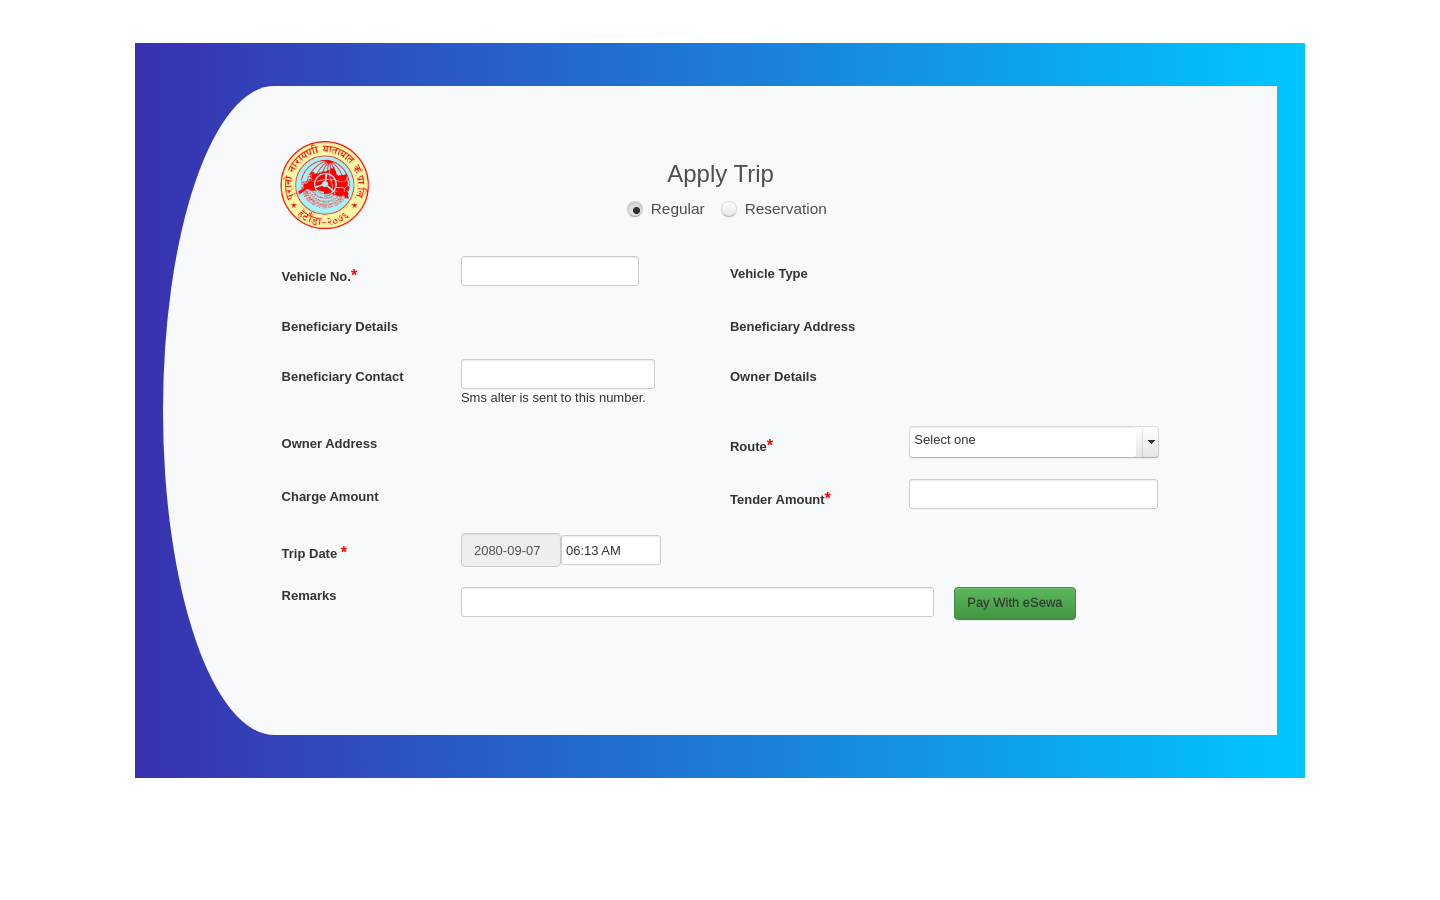 पुरानो नारायणी यातायात क.प्रा.लि.
हेटौंडा-२०७६
Apply Trip
Regular Reservation
Vehicle No.* Vehicle Type
Beneficiary Details Beneficiary Address
Beneficiary Contact Owner Details
Sms alter is sent to this number.
Owner Address Route* Select one
Charge Amount Tender Amount*
Trip Date * 2080-09-07 06:13 AM
Remarks Pay With eSewa